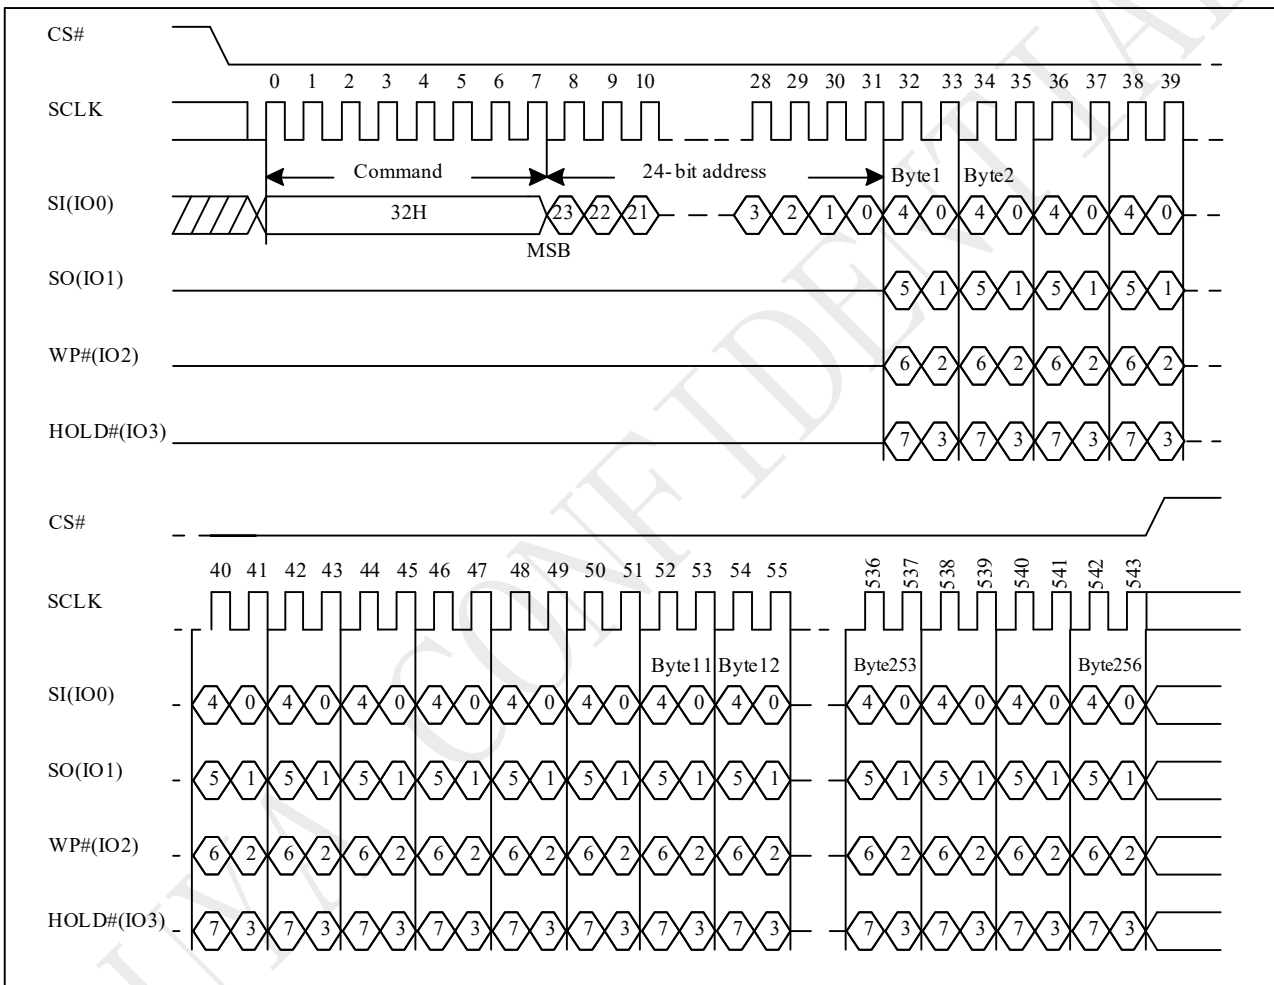 CS#
0 1 2 3 4 5 6 7 8 9 10 28 29 30 31 32 33 34 35 36 37 38 39
SCLK
Command 24-bit address Byte1 Byte2
SI(IO0) 32H 23 22 21 3 2 1 0 4 0 4 0 4 0 4 0
MSB
SO(IO1) 5 1 5 1 5 1 5 1
WP#(IO2) 6 2 6 2 6 2 6 2
HOLD#(IO3) 7 3 7 3 7 3 7 3
CS#
40 41 42 43 44 45 46 47 48 49 50 51 52 53 54 55 536 537 538 539 540 541 542 543
SCLK
Byte11 Byte12 Byte253 Byte256
SI(IO0) 4 0 4 0 4 0 4 0 4 0 4 0 4 0 4 0 4 0 4 0 4 0 4 0
SO(IO1) 5 1 5 1 5 1 5 1 5 1 5 1 5 1 5 1 5 1 5 1 5 1 5 1
WP#(IO2) 6 2 6 2 6 2 6 2 6 2 6 2 6 2 6 2 6 2 6 2 6 2 6 2
HOLD#(IO3) 7 3 7 3 7 3 7 3 7 3 7 3 7 3 7 3 7 3 7 3 7 3 7 3
CONFIDENTIAL